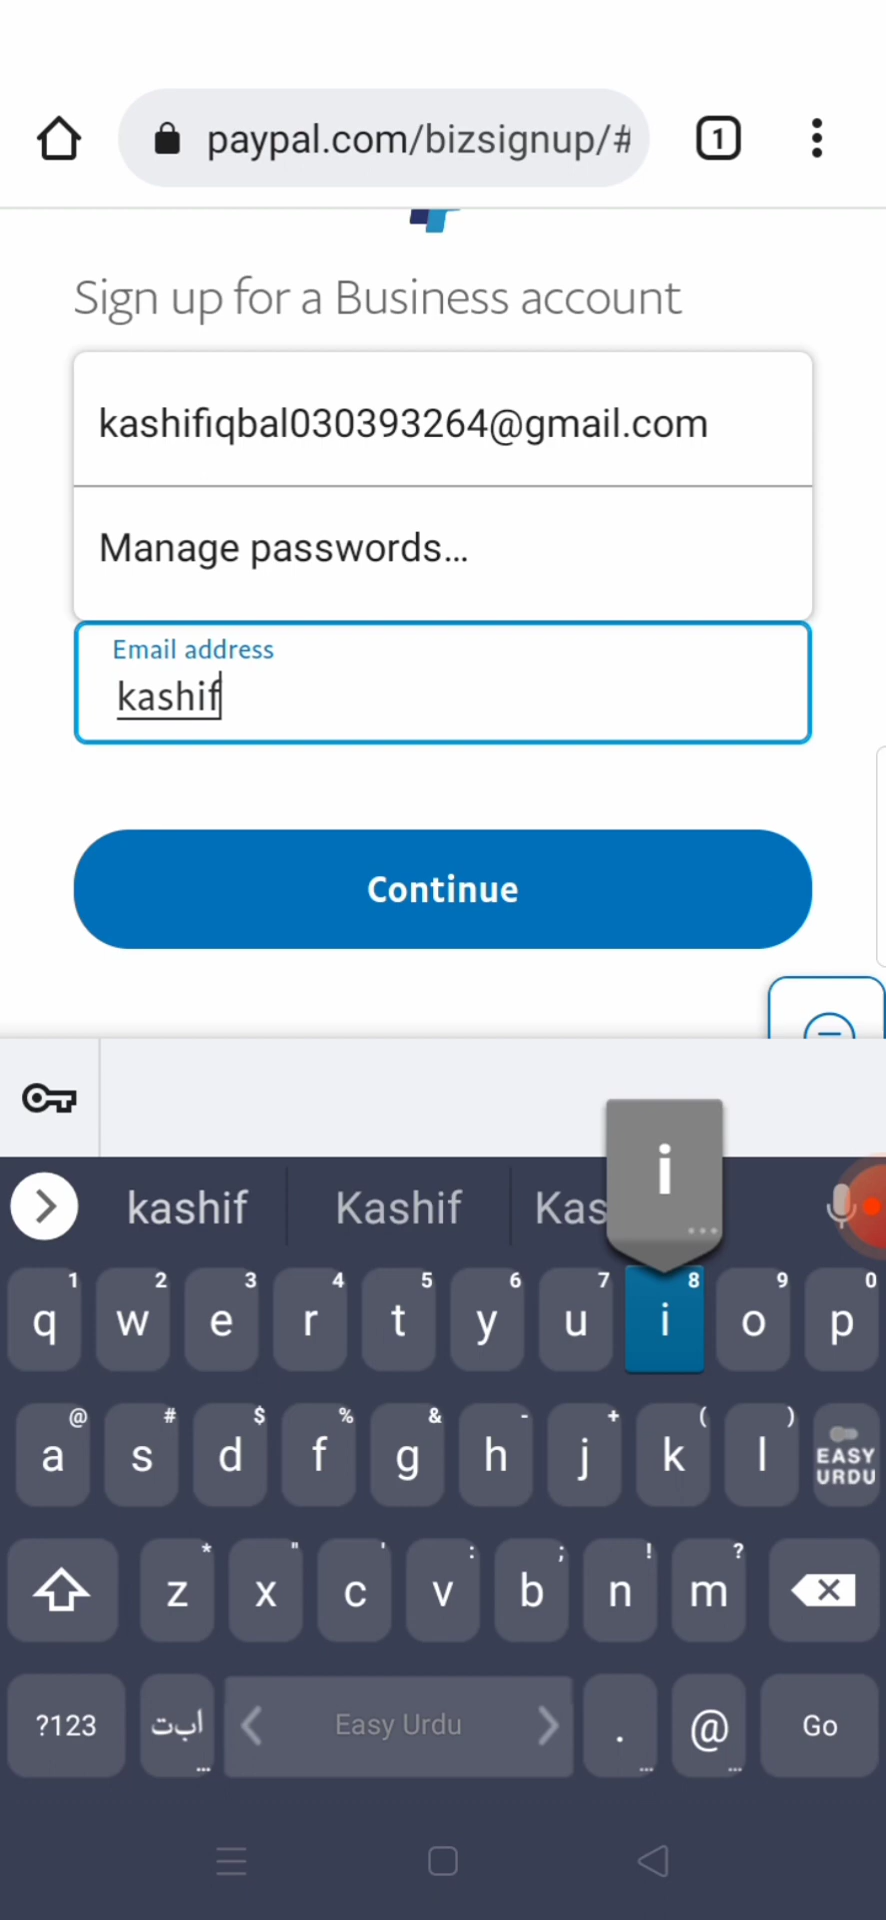 paypal.com/bizsignup/#
1
Sign up for a Business account
kashifiqbal030393264@gmail.com
Manage passwords...
Email address
kashif
Continue
i
...
kashif Kashif Kas
1 2 3 4 5 6 7 8 9 0
q w e r t y u i o p
@ # $ % & - + ( )
a s d f g h j k l EASY URDU
* " ' : ; ! ?
z x c v b n m
?123 ابت Easy Urdu . @ Go
... ... ...